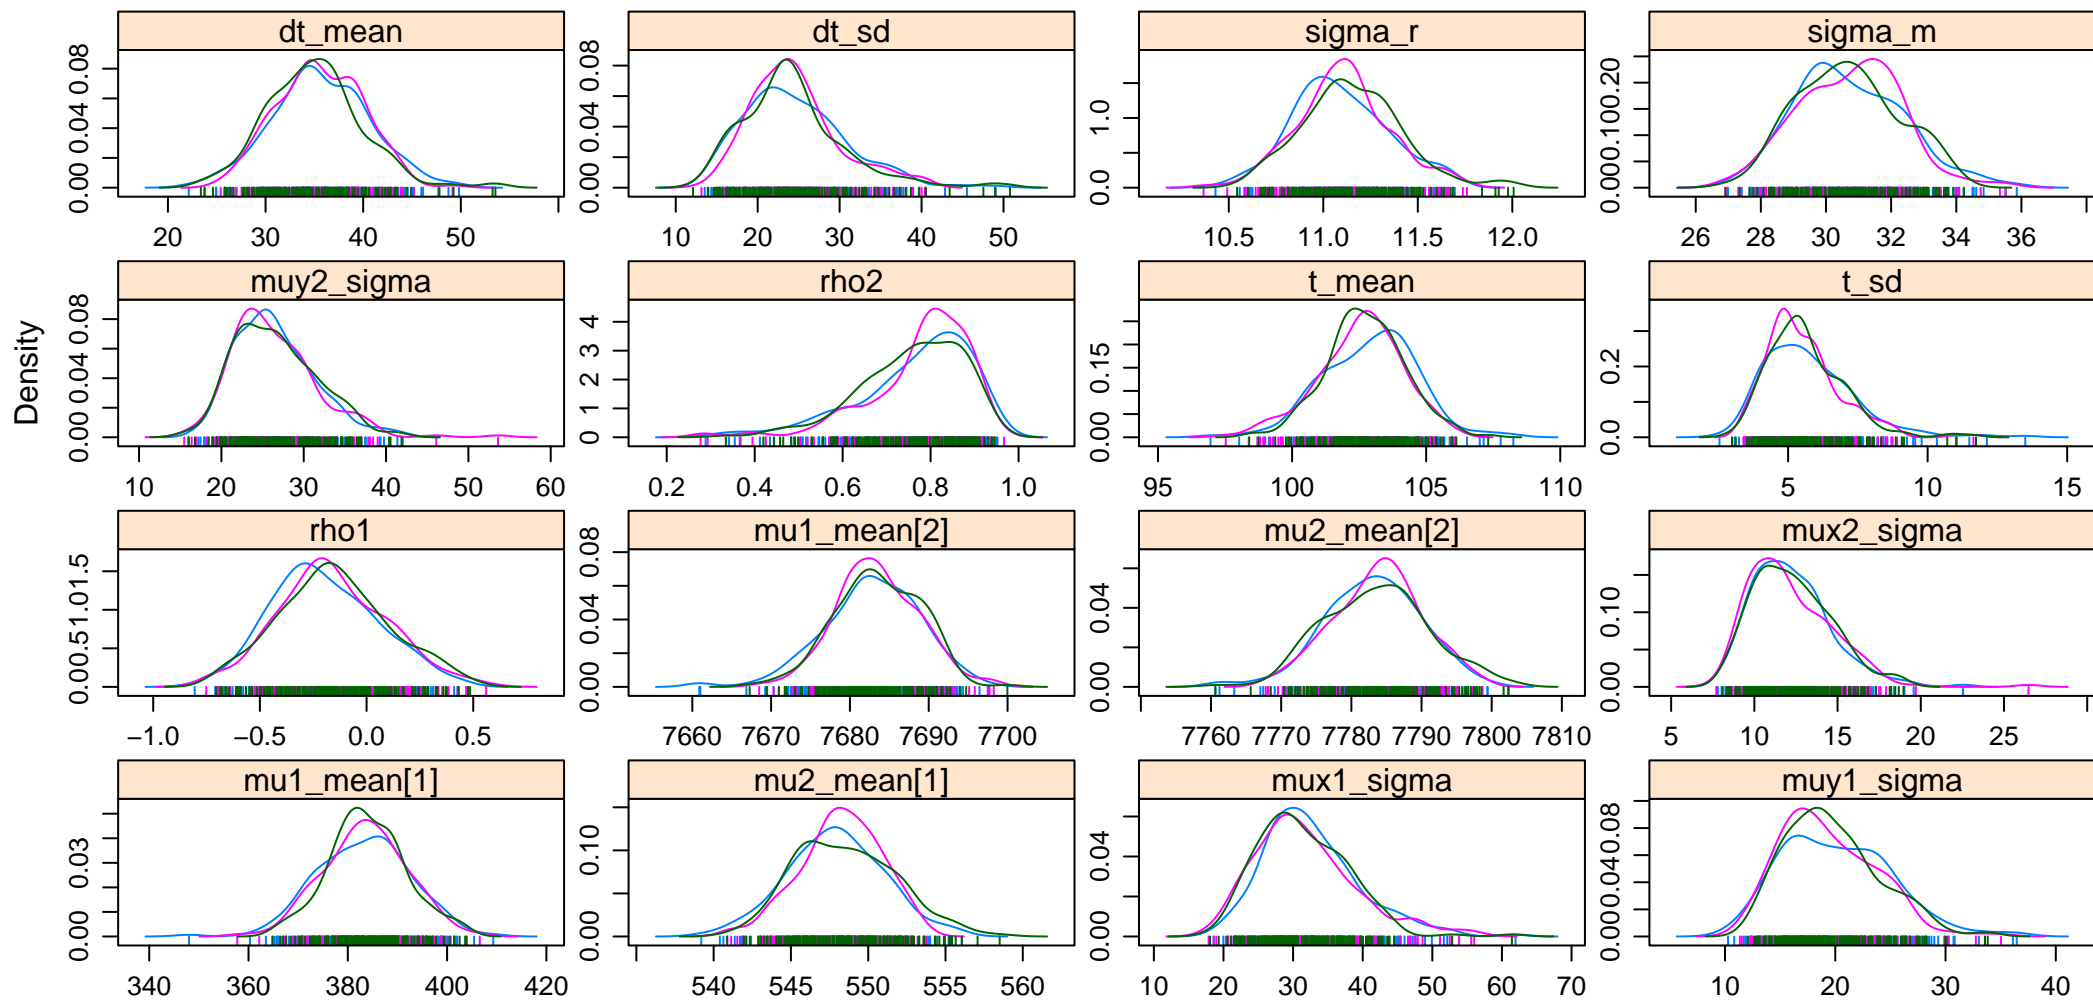 Density
dt_mean
0.00 0.04 0.08
20 30 40 50
dt_sd
0.00 0.04 0.08
10 20 30 40 50
sigma_r
0.0 1.0
10.5 11.0 11.5 12.0
sigma_m
0.00 0.10 0.20
26 28 30 32 34 36
muy2_sigma
0.00 0.04 0.08
10 20 30 40 50 60
rho2
0 1 2 3 4
0.2 0.4 0.6 0.8 1.0
t_mean
0.00 0.15
95 100 105 110
t_sd
0.0 0.2
5 10 15
rho1
0.0 0.5 1.0 1.5
−1.0 −0.5 0.0 0.5
mu1_mean[2]
0.00 0.04 0.08
7660 7670 7680 7690 7700
mu2_mean[2]
0.00 0.04
7760 7770 7780 7790 7800 7810
mux2_sigma
0.00 0.10
5 10 15 20 25
mu1_mean[1]
0.00 0.03
340 360 380 400 420
mu2_mean[1]
0.00 0.10
540 545 550 555 560
mux1_sigma
0.00 0.04
10 20 30 40 50 60 70
muy1_sigma
0.00 0.04 0.08
10 20 30 40